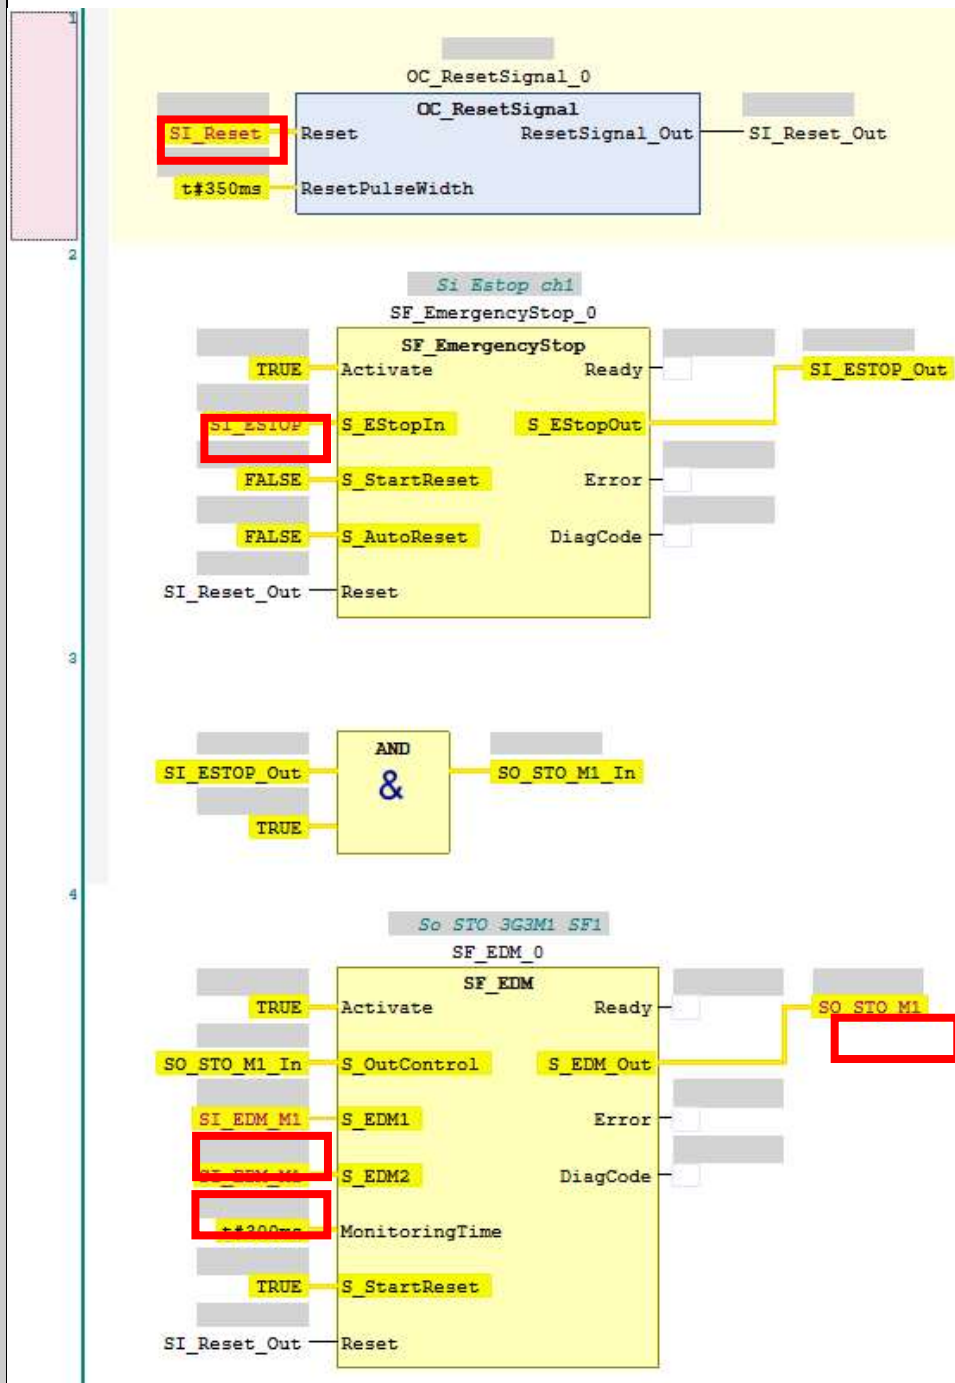 1
OC_ResetSignal_0
OC_ResetSignal
SI_Reset Reset ResetSignal_Out SI_Reset_Out
t#350ms ResetPulseWidth
2
Si Estop ch1
SF_EmergencyStop_0
SF_EmergencyStop
TRUE Activate Ready SI_ESTOP_Out
SI_ESTOP S_EStopIn S_EStopOut
FALSE S_StartReset Error
FALSE S_AutoReset DiagCode
SI_Reset_Out Reset
3
AND
SI_ESTOP_Out & SO_STO_M1_In
TRUE
4
So STO 3G3M1 SF1
SF_EDM_0
SF_EDM
TRUE Activate Ready SO_STO_M1
SO_STO_M1_In S_OutControl S_EDM_Out
SI_EDM_M1 S_EDM1 Error
SI_EDM_M1 S_EDM2 DiagCode
t#300ms MonitoringTime
TRUE S_StartReset
SI_Reset_Out Reset